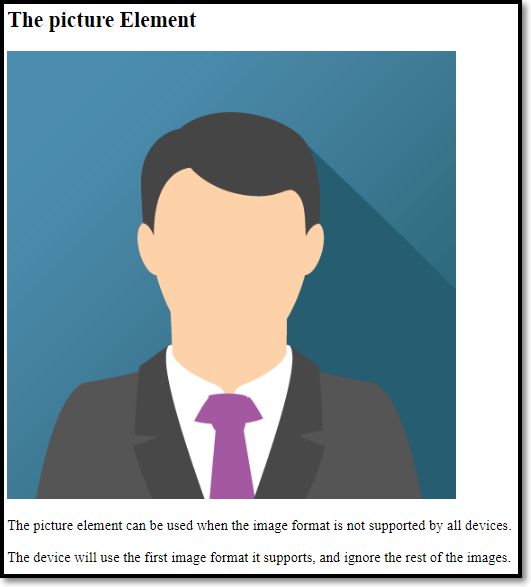 The picture Element
The picture element can be used when the image format is not supported by all devices.
The device will use the first image format it supports, and ignore the rest of the images.